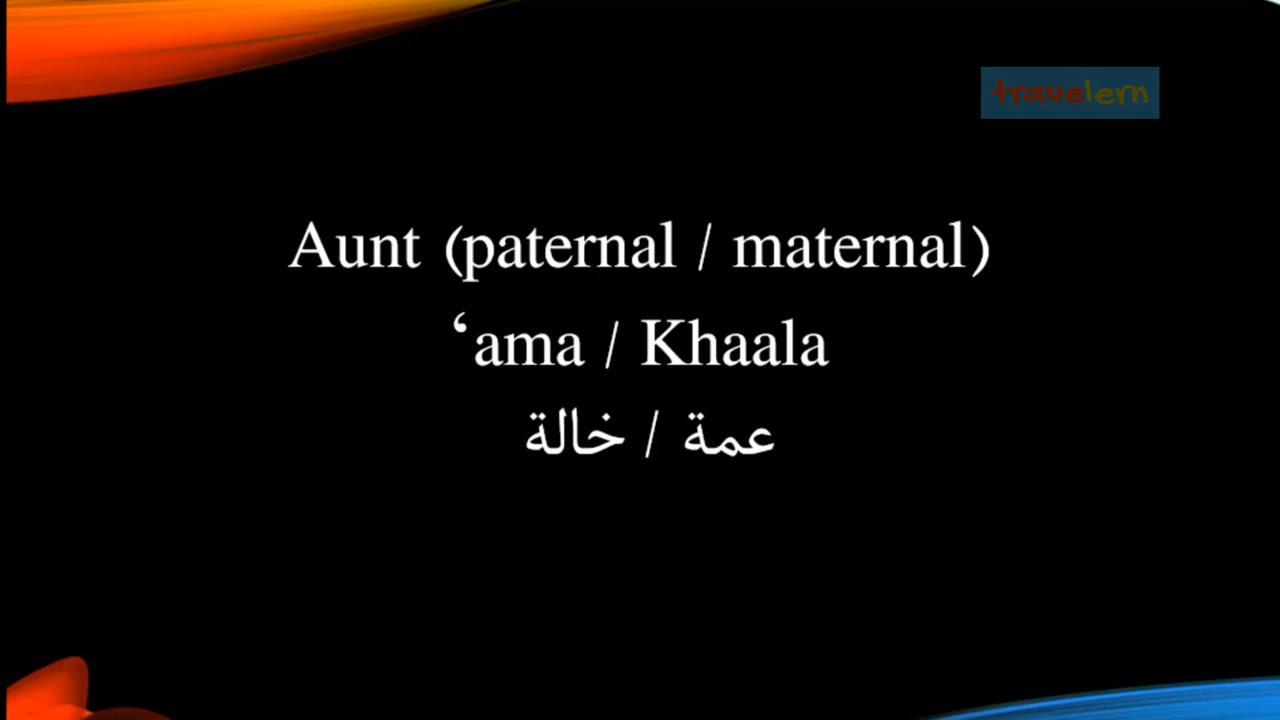 travelern
Aunt (paternal / maternal)
‘ama / Khaala
عمة / خالة